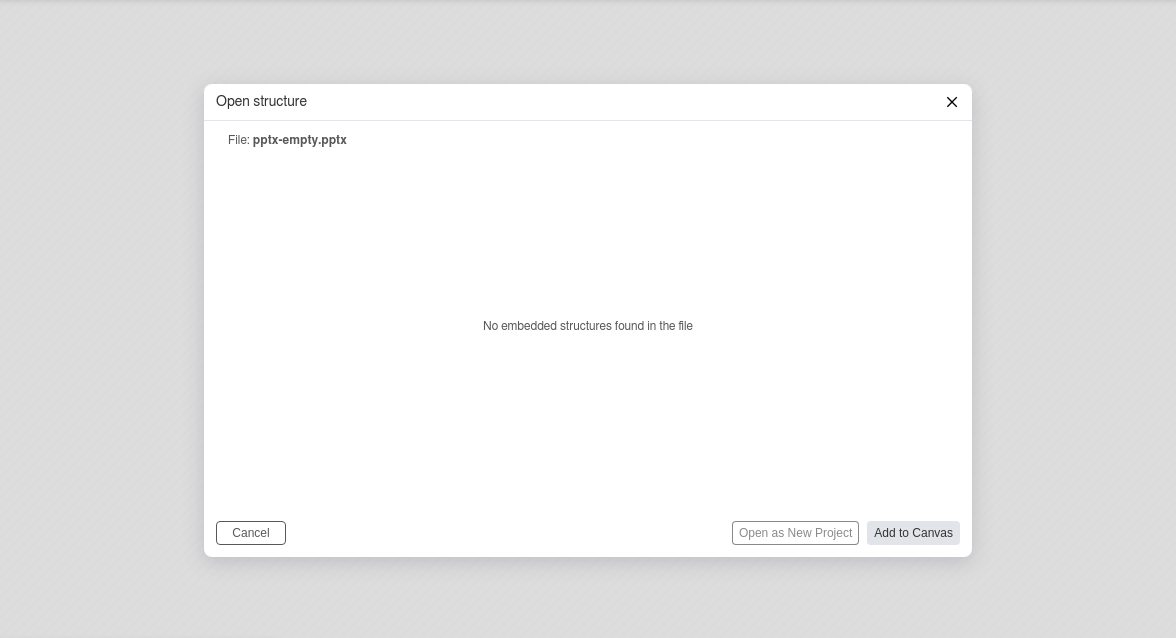 Open structure
File: pptx-empty.pptx
No embedded structures found in the file
Cancel
Open as New Project
Add to Canvas